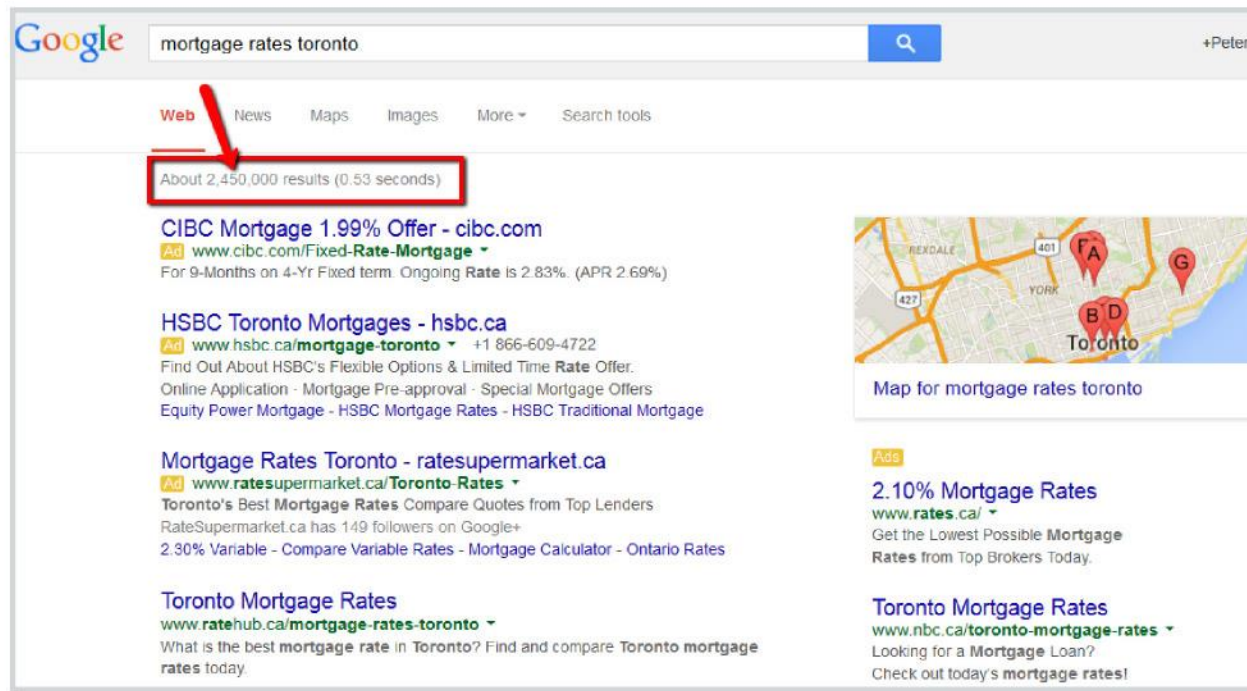 Google
mortgage rates toronto
+Peter
Web News Maps Images More Search tools
About 2,450,000 results (0.53 seconds)
CIBC Mortgage 1.99% Offer - cibc.com
Ad www.cibc.com/Fixed-Rate-Mortgage
For 9-Months on 4-Yr Fixed term. Ongoing Rate is 2.83%. (APR 2.69%)
HSBC Toronto Mortgages - hsbc.ca
Ad www.hsbc.ca/mortgage-toronto +1 866-609-4722
Find Out About HSBC's Flexible Options & Limited Time Rate Offer.
Online Application - Mortgage Pre-approval - Special Mortgage Offers
Equity Power Mortgage - HSBC Mortgage Rates - HSBC Traditional Mortgage
Mortgage Rates Toronto - ratesupermarket.ca
Ad www.ratesupermarket.ca/Toronto-Rates
Toronto's Best Mortgage Rates Compare Quotes from Top Lenders
RateSupermarket.ca has 149 followers on Google+
2.30% Variable - Compare Variable Rates - Mortgage Calculator - Ontario Rates
Toronto Mortgage Rates
www.ratehub.ca/mortgage-rates-toronto
What is the best mortgage rate in Toronto? Find and compare Toronto mortgage
rates today.
REXDALE
401
A
G
427
YORK
B D
Toronto
Map for mortgage rates toronto
Ads
2.10% Mortgage Rates
www.rates.ca/
Get the Lowest Possible Mortgage
Rates from Top Brokers Today.
Toronto Mortgage Rates
www.nbc.ca/toronto-mortgage-rates
Looking for a Mortgage Loan?
Check out today's mortgage rates!